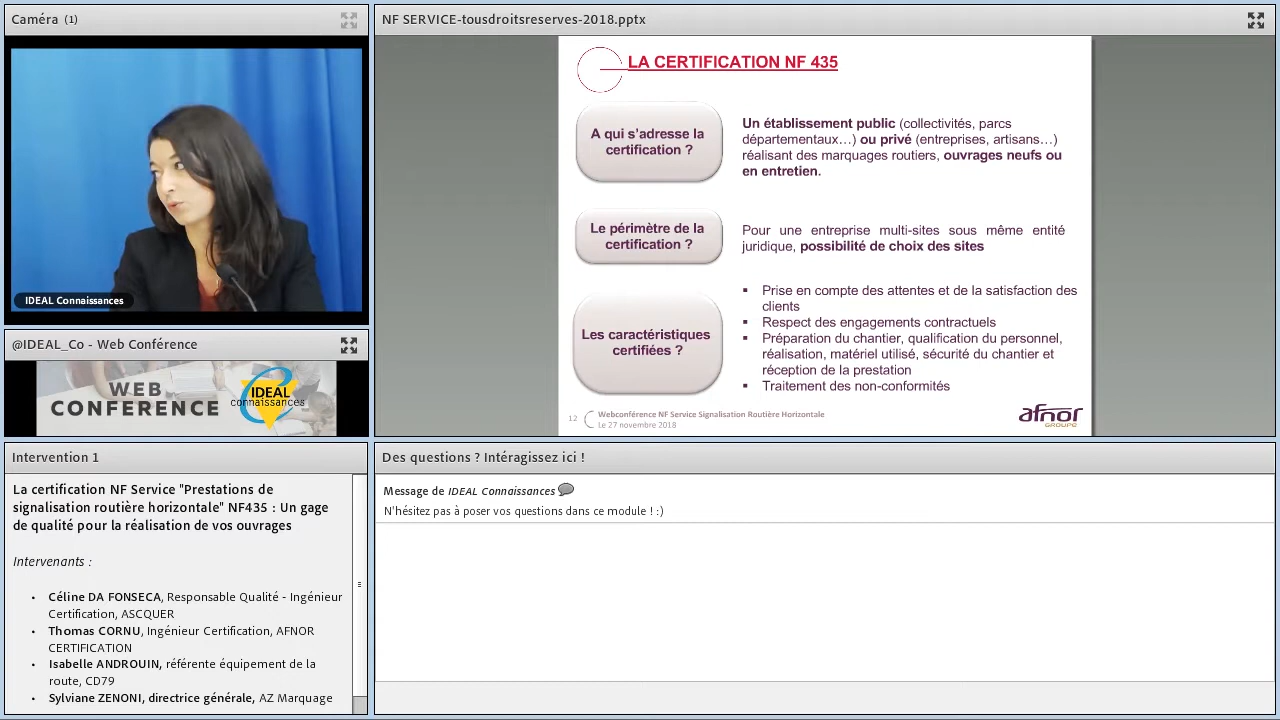 Caméra (1)
IDEAL Connaissances
@IDEAL_Co - Web Conférence
WEB
CONFERENCE
IDEAL
connaissances
Intervention 1
La certification NF Service "Prestations de
signalisation routière horizontale" NF435 : Un gage
de qualité pour la réalisation de vos ouvrages
Intervenants :
• Céline DA FONSECA, Responsable Qualité - Ingénieur
Certification, ASCQUER
• Thomas CORNU, Ingénieur Certification, AFNOR
CERTIFICATION
• Isabelle ANDROUIN, référente équipement de la
route, CD79
• Sylviane ZENONI, directrice générale, AZ Marquage
NF SERVICE-tousdroitsreserves-2018.pptx
LA CERTIFICATION NF 435
A qui s'adresse la
certification ?
Un établissement public (collectivités, parcs
départementaux…) ou privé (entreprises, artisans…)
réalisant des marquages routiers, ouvrages neufs ou
en entretien.
Le périmètre de la
certification ?
Pour une entreprise multi-sites sous même entité
juridique, possibilité de choix des sites
Les caractéristiques
certifiées ?
▪ Prise en compte des attentes et de la satisfaction des
clients
▪ Respect des engagements contractuels
▪ Préparation du chantier, qualification du personnel,
réalisation, matériel utilisé, sécurité du chantier et
réception de la prestation
▪ Traitement des non-conformités
12
Webconférence NF Service Signalisation Routière Horizontale
Le 27 novembre 2018
afnor
GROUPE
Des questions ? Intéragissez ici !
Message de IDEAL Connaissances
N'hésitez pas à poser vos questions dans ce module ! :)